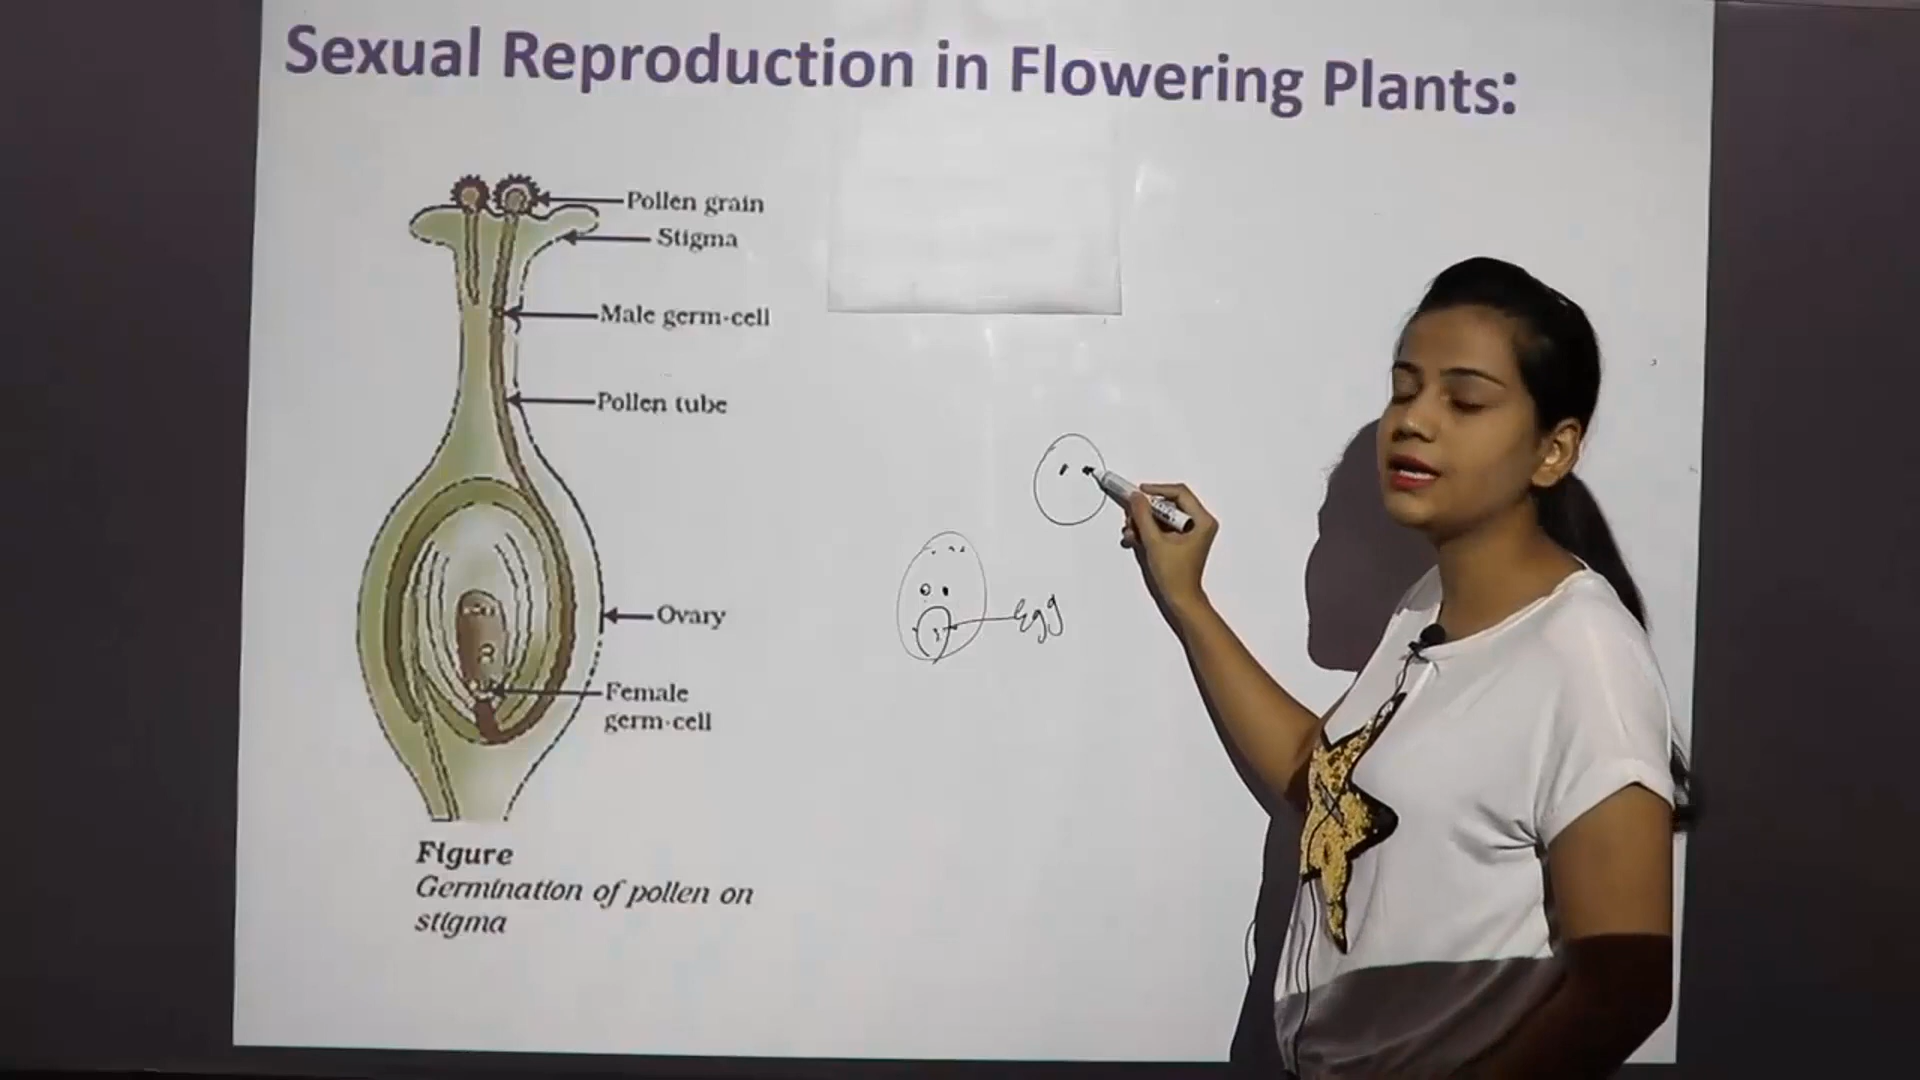 Sexual Reproduction in Flowering Plants:
Pollen grain
Stigma
Male germ-cell
Pollen tube
Ovary
Female
germ-cell
Egg
Figure
Germination of pollen on
stigma